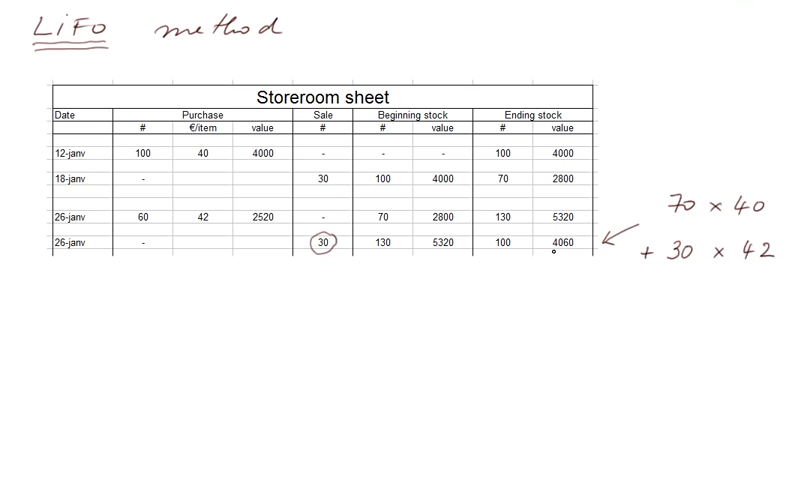 LiFO method
Storeroom sheet
Date Purchase Sale Beginning stock Ending stock
# €/item value # # value # value
12-janv 100 40 4000 - - - 100 4000
18-janv - 30 100 4000 70 2800
26-janv 60 42 2520 - 70 2800 130 5320
26-janv - 30 130 5320 100 4060
70 × 40
+ 30 × 42